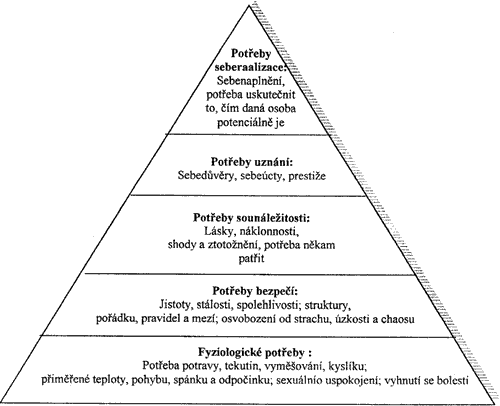 Potřeby
seberaalizace:
Sebenaplnění,
potřeba uskutečnit
to, čím daná osoba
potenciálně je
Potřeby uznání:
Sebedůvěry, sebeúcty, prestiže
Potřeby sounáležitosti:
Lásky, náklonnosti,
shody a ztotožnění, potřeba někam
patřit
Potřeby bezpečí:
Jistoty, stálosti, spolehlivosti; struktury,
pořádku, pravidel a mezí; osvobození od strachu, úzkosti a chaosu
Fyziologické potřeby :
Potřeba potravy, tekutin, vyměšování, kyslíku;
přiměřené teploty, pohybu, spánku a odpočinku; sexuálnío uspokojení; vyhnutí se bolesti